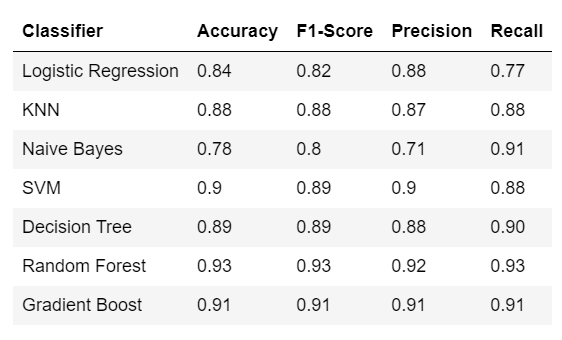 Classifier Accuracy F1-Score Precision Recall
Logistic Regression 0.84 0.82 0.88 0.77
KNN 0.88 0.88 0.87 0.88
Naive Bayes 0.78 0.8 0.71 0.91
SVM 0.9 0.89 0.9 0.88
Decision Tree 0.89 0.89 0.88 0.90
Random Forest 0.93 0.93 0.92 0.93
Gradient Boost 0.91 0.91 0.91 0.91